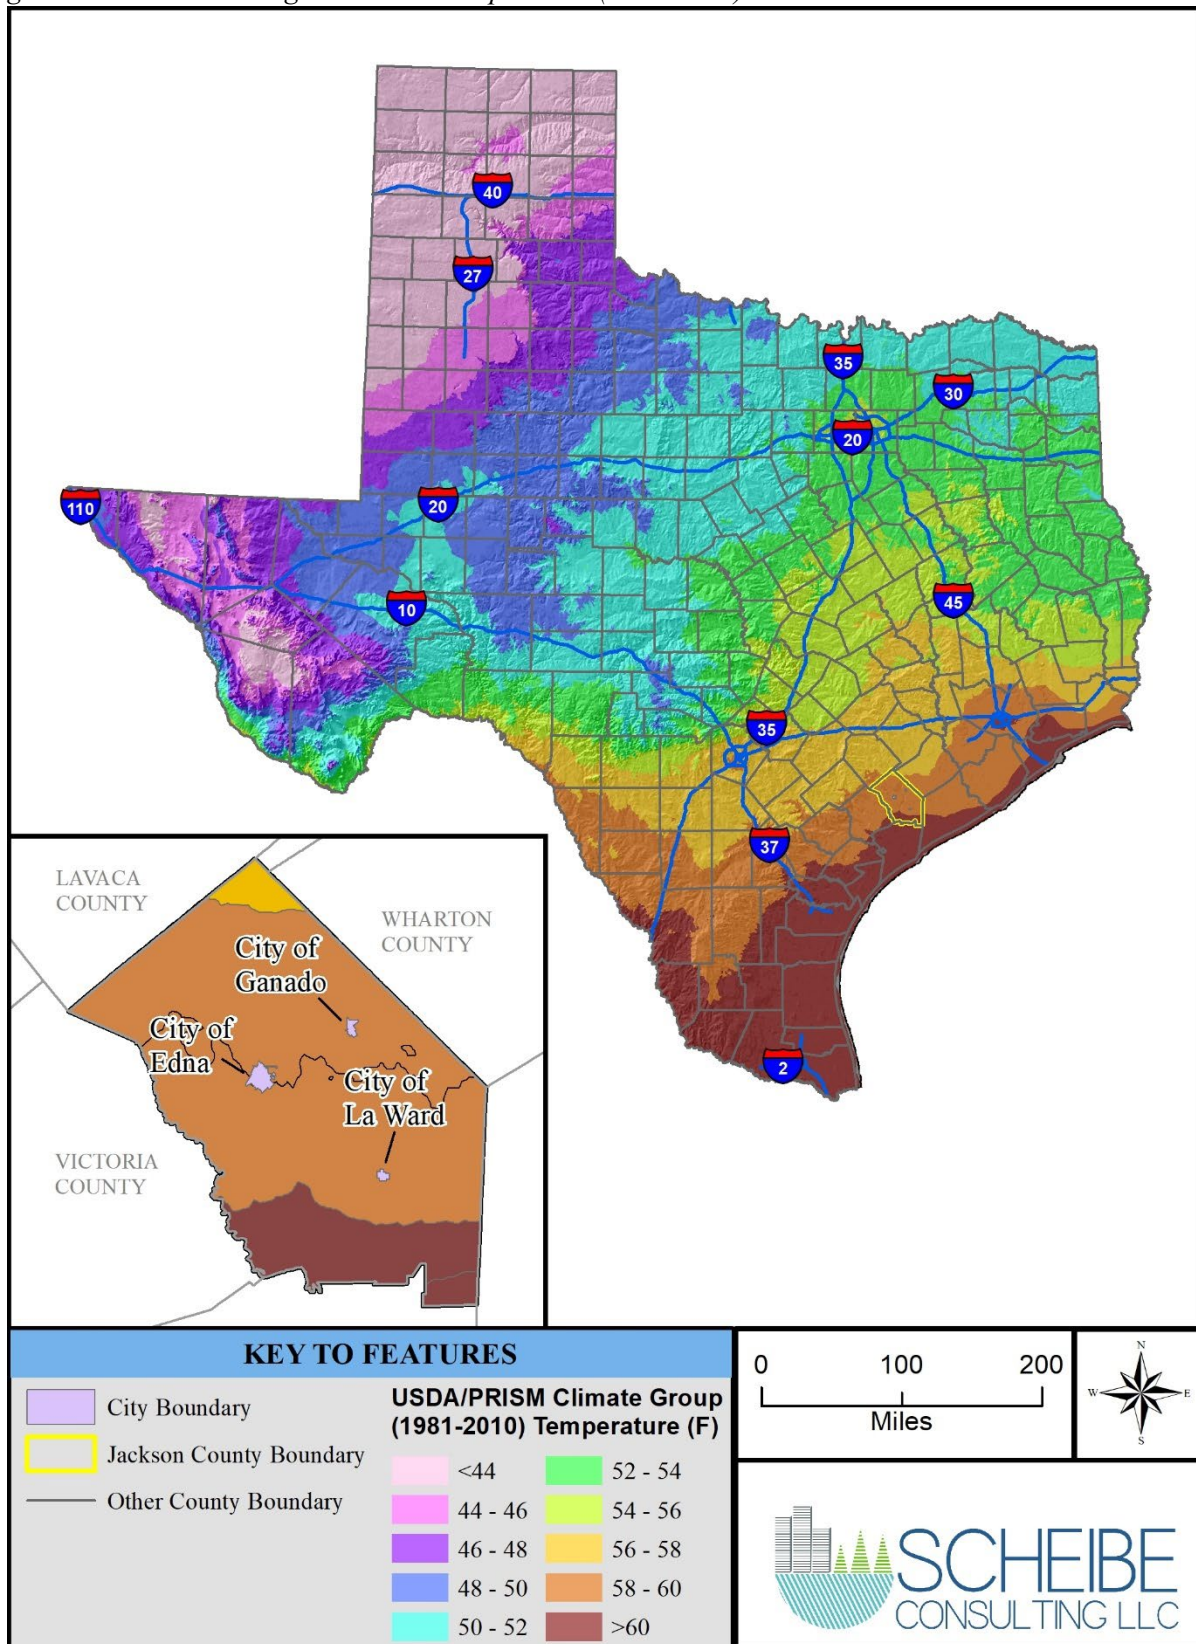 40
27
35
30
20
110
20
10
45
35
37
2
LAVACA
COUNTY
WHARTON
COUNTY
City of
Ganado
City of
Edna
City of
La Ward
VICTORIA
COUNTY
KEY TO FEATURES
City Boundary
Jackson County Boundary
Other County Boundary
USDA/PRISM Climate Group
(1981-2010) Temperature (F)
<44
44 - 46
46 - 48
48 - 50
50 - 52
52 - 54
54 - 56
56 - 58
58 - 60
>60
0 100 200
Miles
N
W E
S
SCHEIBE
CONSULTING LLC